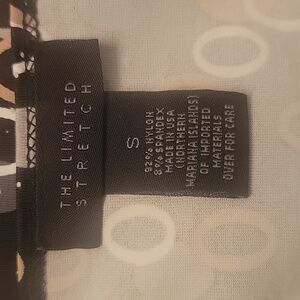 THE LIMITED
STRETCH
S
92% NYLON
8% SPANDEX
MADE IN USA
(NORTHERN
MARIANA ISLANDS)
OF IMPORTED
MATERIALS
OVER FOR CARE